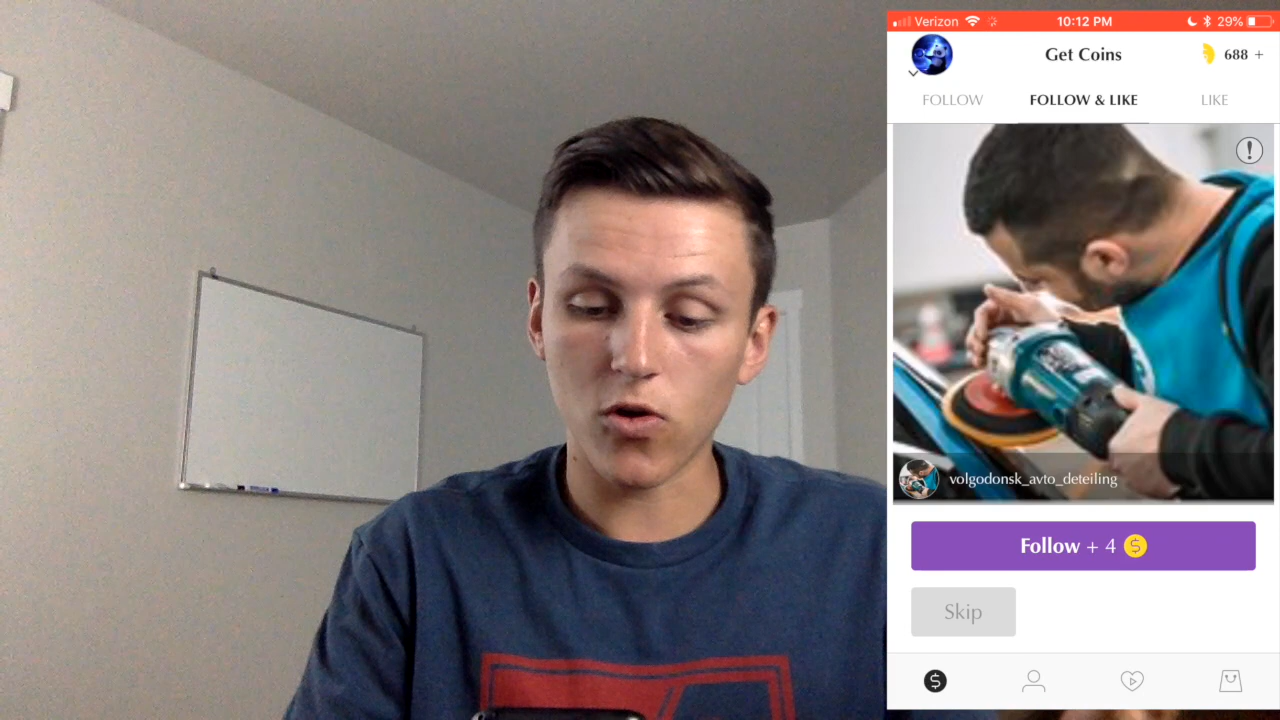 Verizon 10:12 PM 29%
Get Coins 688 +
FOLLOW FOLLOW & LIKE LIKE
!
volgodonsk_avto_deteiling
Follow + 4 $
Skip
$